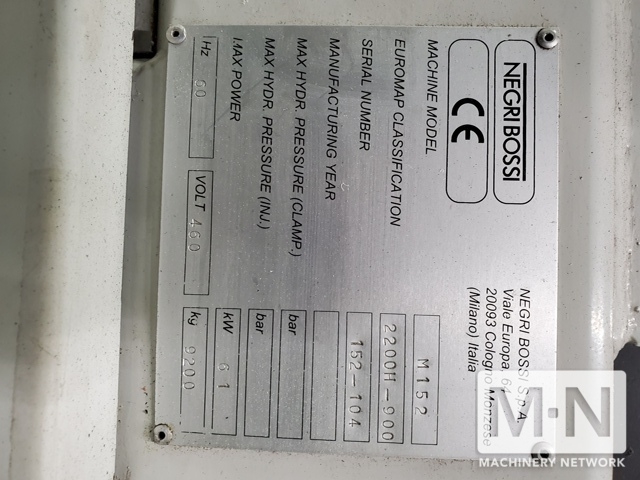 NEGRI BOSSI
NEGRI BOSSI S.p.A.
Viale Europa, 64
20093 Cologno Monzese
(Milano) Italia
CE
MACHINE MODEL M152
EUROMAP CLASSIFICATION 2200H-900
SERIAL NUMBER 152-104
MANUFACTURING YEAR
MAX HYDR. PRESSURE (CLAMP.) bar
MAX HYDR. PRESSURE (INJ.) bar
MAX POWER kW 61
Hz 60 VOLT 460 kg 9200
M·N
MACHINERY NETWORK